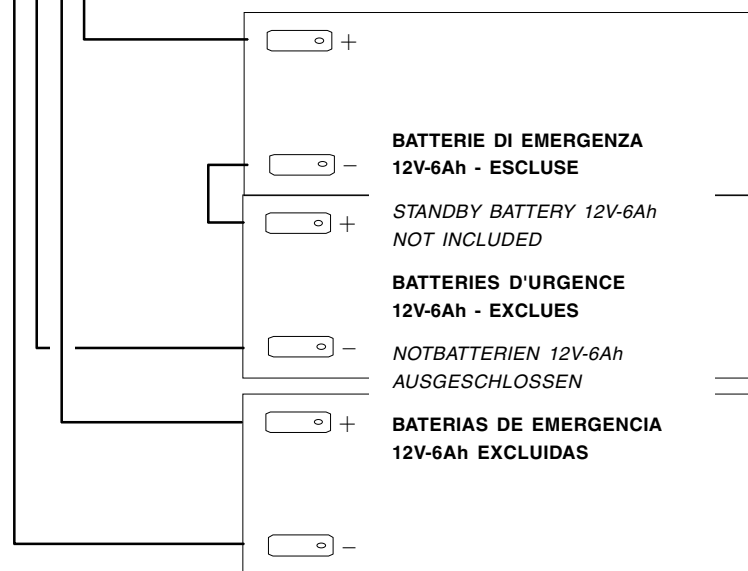 +
−
BATTERIE DI EMERGENZA
12V-6Ah - ESCLUSE
+
STANDBY BATTERY 12V-6Ah
NOT INCLUDED
BATTERIES D'URGENCE
12V-6Ah - EXCLUES
−
NOTBATTERIEN 12V-6Ah
AUSGESCHLOSSEN
+
BATERIAS DE EMERGENCIA
12V-6Ah EXCLUIDAS
−